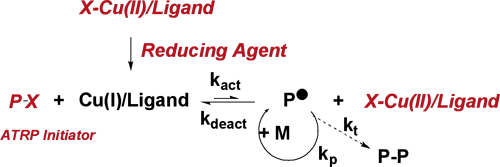 X-Cu(II)/Ligand
Reducing Agent
P-X + Cu(I)/Ligand k_act P● + X-Cu(II)/Ligand
ATRP Initiator k_deact + M k_t
k_p P-P